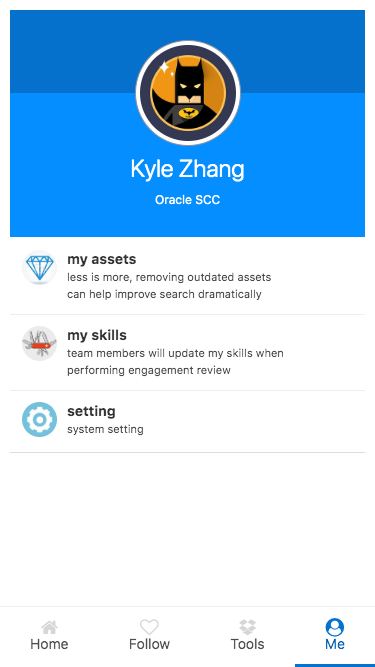 Kyle Zhang
Oracle SCC
my assets
less is more, removing outdated assets
can help improve search dramatically
my skills
team members will update my skills when
performing engagement review
setting
system setting
Home Follow Tools Me